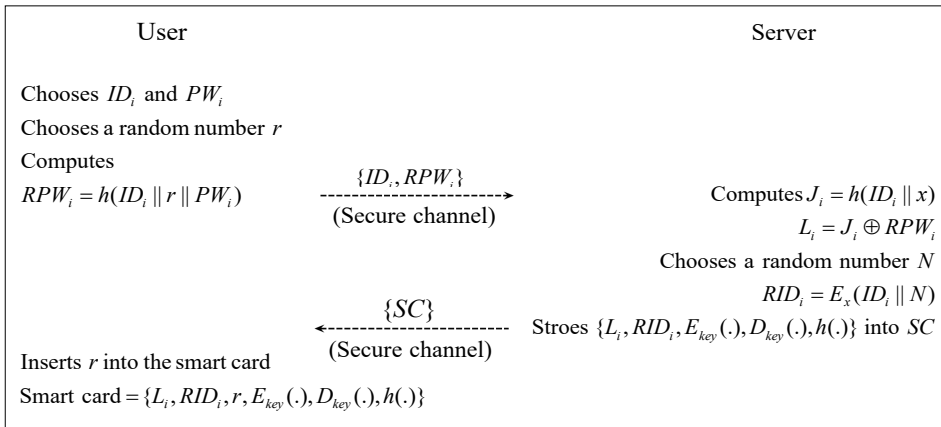 User
Server
Chooses ID_i and PW_i
Chooses a random number r
Computes
RPW_i = h(ID_i || r || PW_i)
{ID_i, RPW_i}
(Secure channel)
Computes J_i = h(ID_i || x)
L_i = J_i ⊕ RPW_i
Chooses a random number N
RID_i = E_x(ID_i || N)
Stroes {L_i, RID_i, E_key(.), D_key(.), h(.)} into SC
{SC}
(Secure channel)
Inserts r into the smart card
Smart card = {L_i, RID_i, r, E_key(.), D_key(.), h(.)}